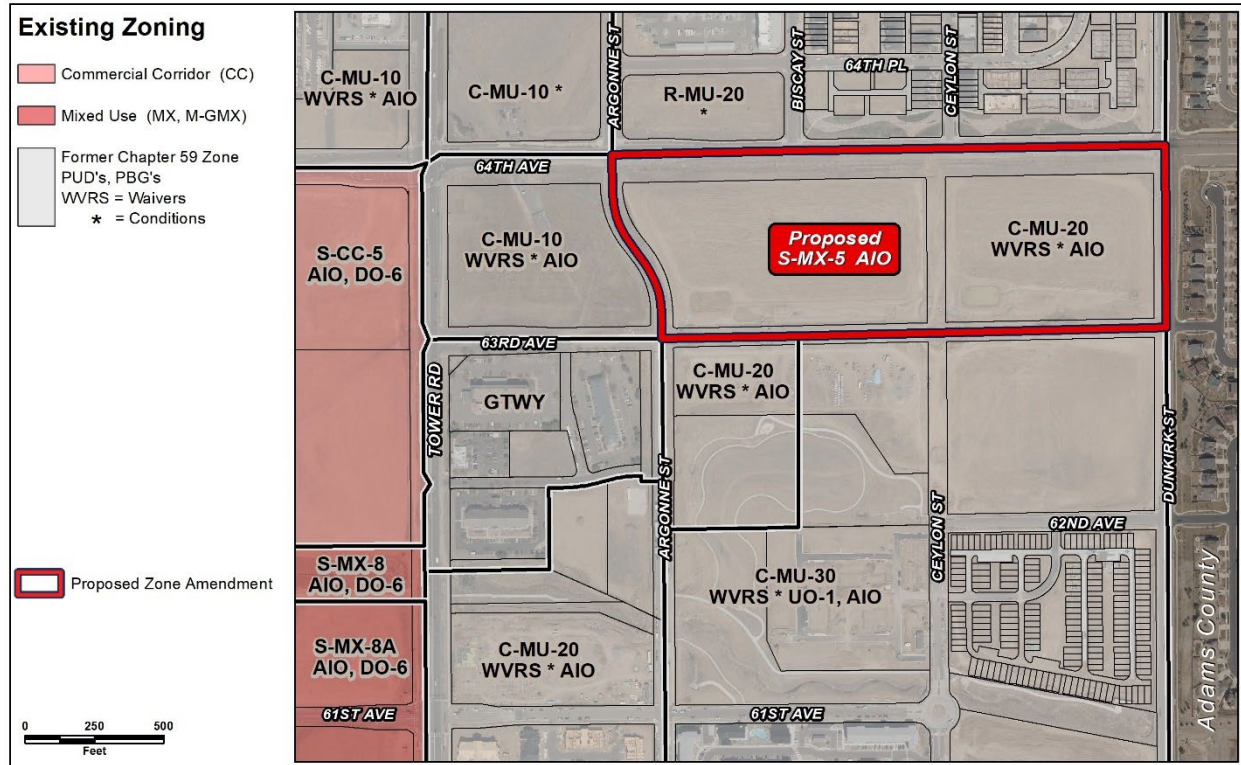 Existing Zoning
Commercial Corridor (CC)
Mixed Use (MX, M-GMX)
Former Chapter 59 Zone
PUD's, PBG's
WVRS = Waivers
* = Conditions
Proposed Zone Amendment
0 250 500
Feet
C-MU-10
WVRS * AIO
C-MU-10 *
ARGONNE ST
R-MU-20
*
BISCAY ST
64TH PL
CEYLON ST
64TH AVE
S-CC-5
AIO, DO-6
C-MU-10
WVRS * AIO
Proposed
S-MX-5 AIO
C-MU-20
WVRS * AIO
63RD AVE
TOWER RD
GTWY
C-MU-20
WVRS * AIO
ARGONNE ST
CEYLON ST
DUNKIRK ST
62ND AVE
S-MX-8
AIO, DO-6
C-MU-30
WVRS * UO-1, AIO
S-MX-8A
AIO, DO-6
C-MU-20
WVRS * AIO
61ST AVE
61ST AVE
Adams County